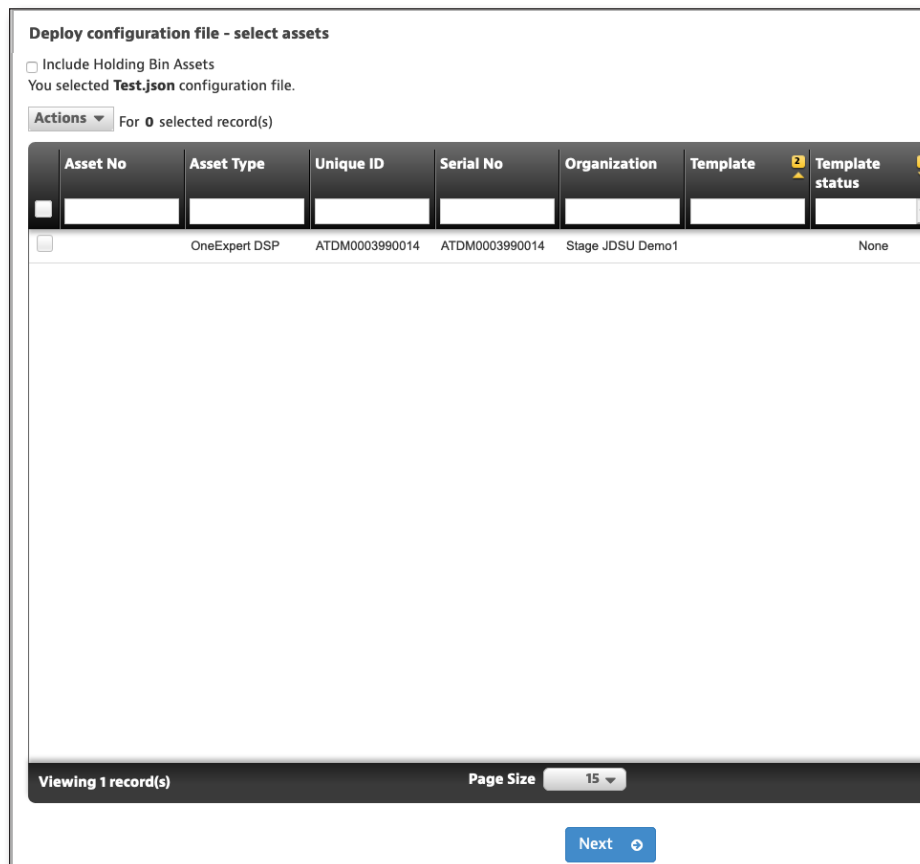 Deploy configuration file - select assets
Include Holding Bin Assets
You selected Test.json configuration file.
Actions For 0 selected record(s)
Asset No Asset Type Unique ID Serial No Organization Template 2 Template status
OneExpert DSP ATDM0003990014 ATDM0003990014 Stage JDSU Demo1 None
Viewing 1 record(s) Page Size 15
Next